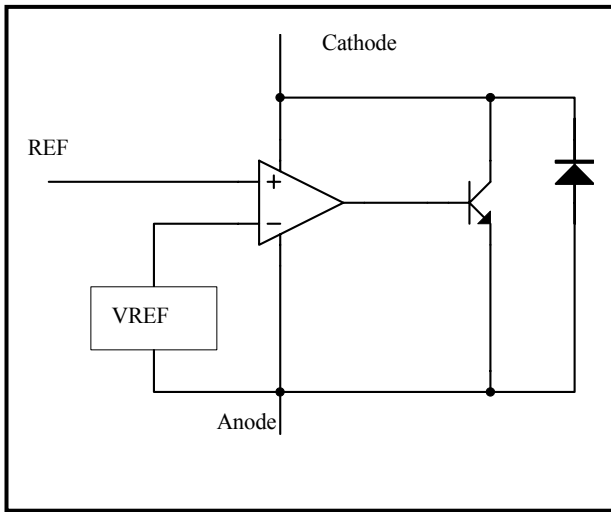 Cathode
REF
+
−
VREF
Anode